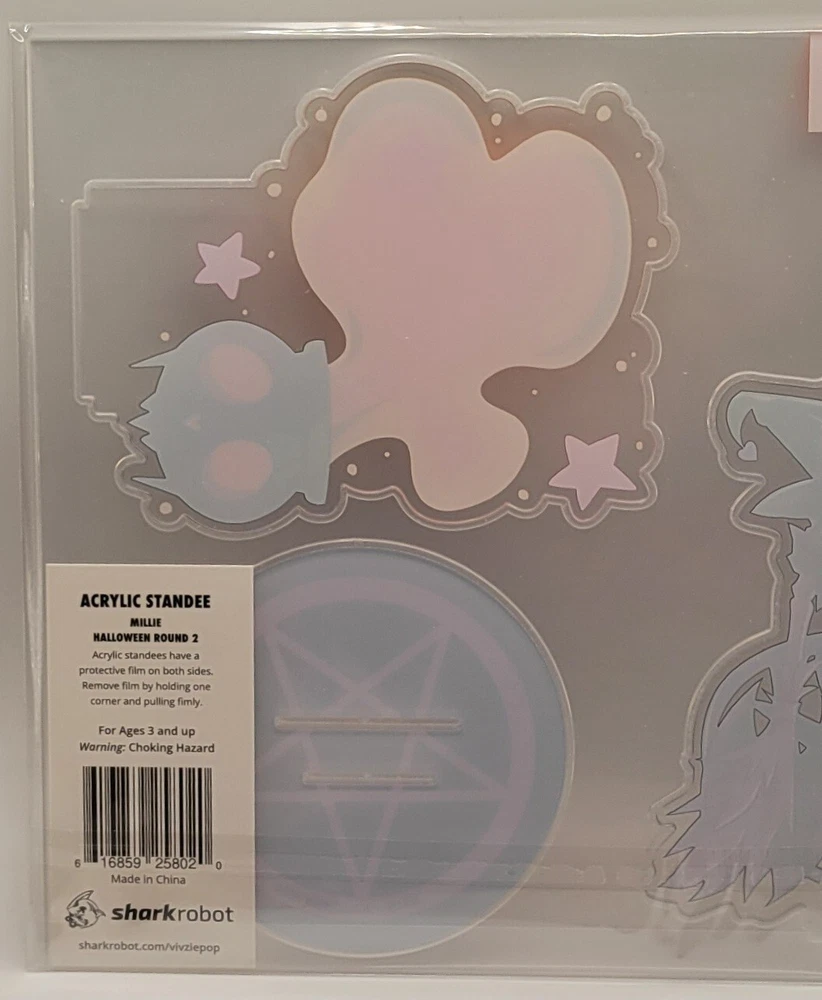 ACRYLIC STANDEE
MILLIE
HALLOWEEN ROUND 2
Acrylic standees have a
protective film on both sides.
Remove film by holding one
corner and pulling fimly.
For Ages 3 and up
Warning: Choking Hazard
6 16859 25802 0
Made in China
sharkrobot
sharkrobot.com/vivziepop